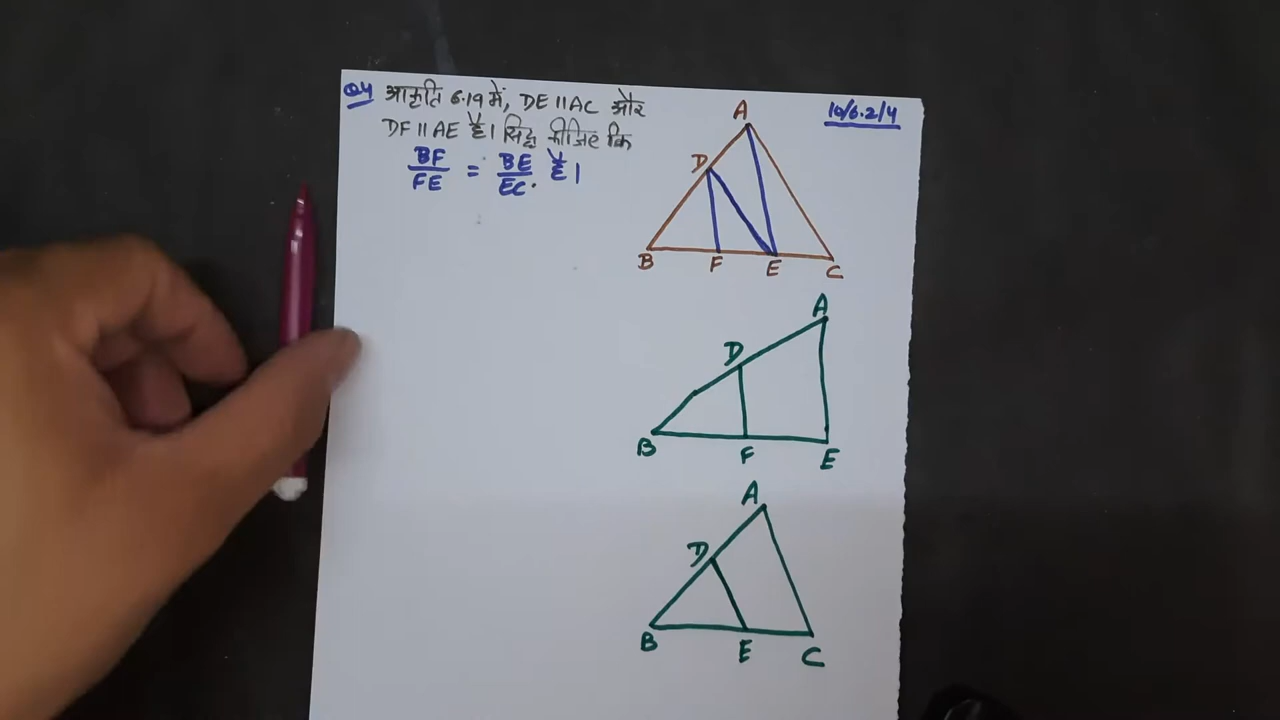 Q4 आकृति 6.19 में, DE || AC और
DF || AE है। सिद्ध कीजिए कि
BF/FE = BE/EC है।
10/6.2/4
A
D
B F E C
A
D
B F E
A
D
B E C